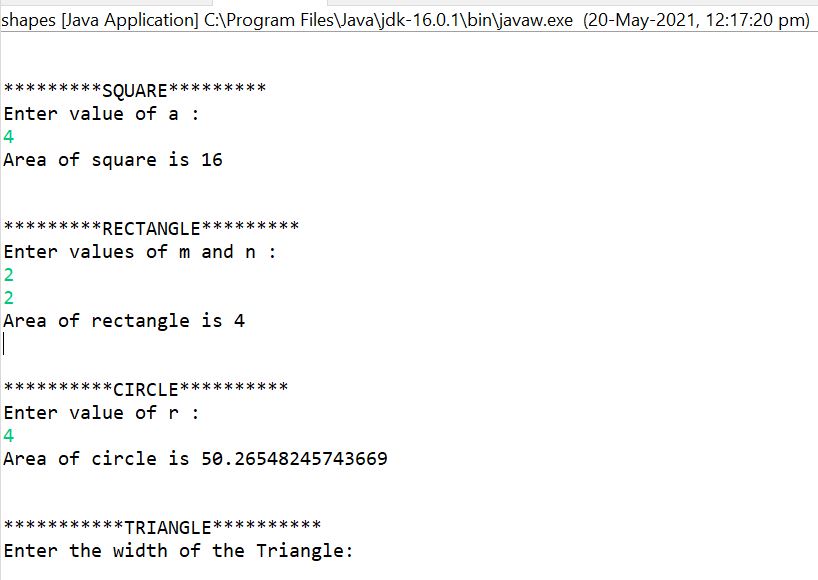 shapes [Java Application] C:\Program Files\Java\jdk-16.0.1\bin\javaw.exe (20-May-2021, 12:17:20 pm)
*********SQUARE*********
Enter value of a :
4
Area of square is 16
*********RECTANGLE*********
Enter values of m and n :
2
2
Area of rectangle is 4
**********CIRCLE**********
Enter value of r :
4
Area of circle is 50.26548245743669
***********TRIANGLE**********
Enter the width of the Triangle: